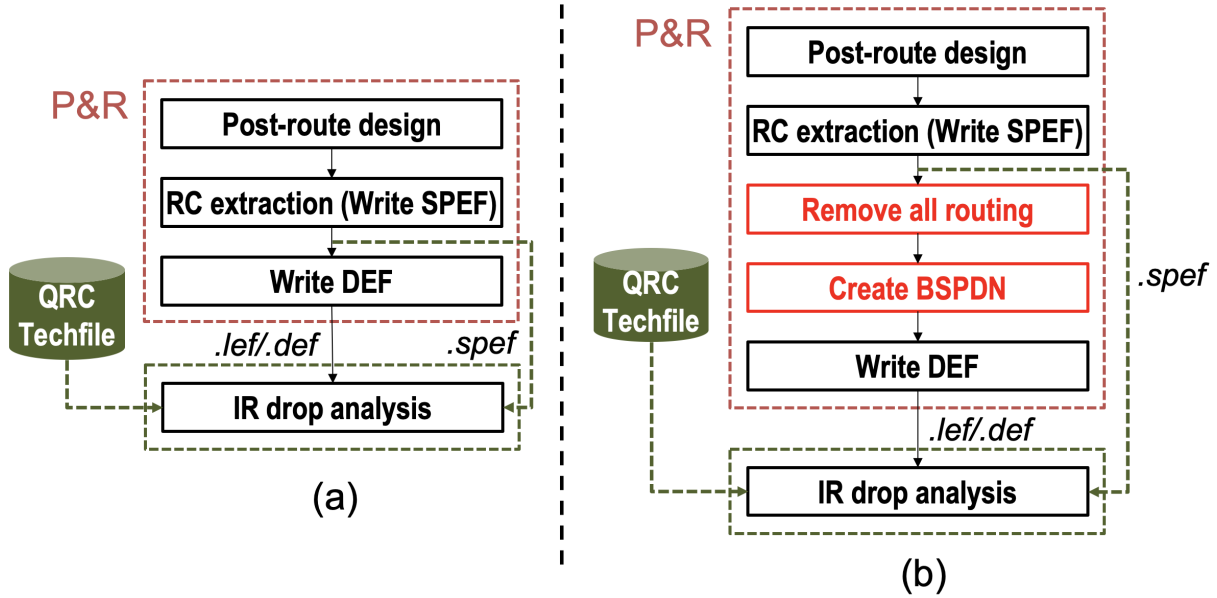 P&R
Post-route design
RC extraction (Write SPEF)
Write DEF
QRC
Techfile
.lef/.def
.spef
IR drop analysis
(a)
P&R
Post-route design
RC extraction (Write SPEF)
Remove all routing
Create BSPDN
QRC
Techfile
.spef
Write DEF
.lef/.def
IR drop analysis
(b)